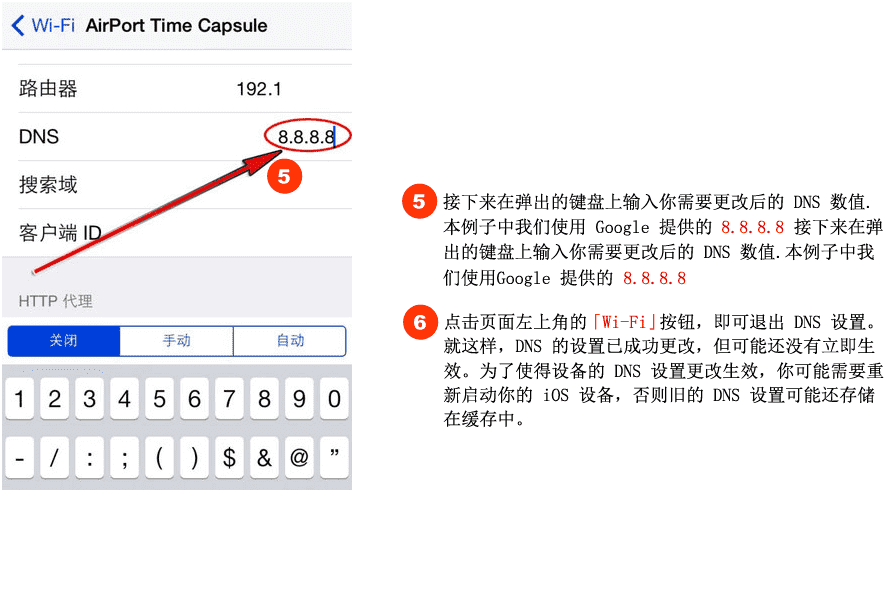 Wi-Fi AirPort Time Capsule
路由器 192.1
DNS 8.8.8.8
5
搜索域
客户端 ID
HTTP 代理
关闭 手动 自动
1 2 3 4 5 6 7 8 9 0
- / : ; ( ) $ & @ ”
5 接下来在弹出的键盘上输入你需要更改后的 DNS 数值.
本例子中我们使用 Google 提供的 8.8.8.8 接下来在弹
出的键盘上输入你需要更改后的 DNS 数值.本例子中我
们使用Google 提供的 8.8.8.8
6 点击页面左上角的「Wi-Fi」按钮，即可退出 DNS 设置。
就这样，DNS 的设置已成功更改，但可能还没有立即生
效。为了使得设备的 DNS 设置更改生效，你可能需要重
新启动你的 iOS 设备，否则旧的 DNS 设置可能还存储
在缓存中。